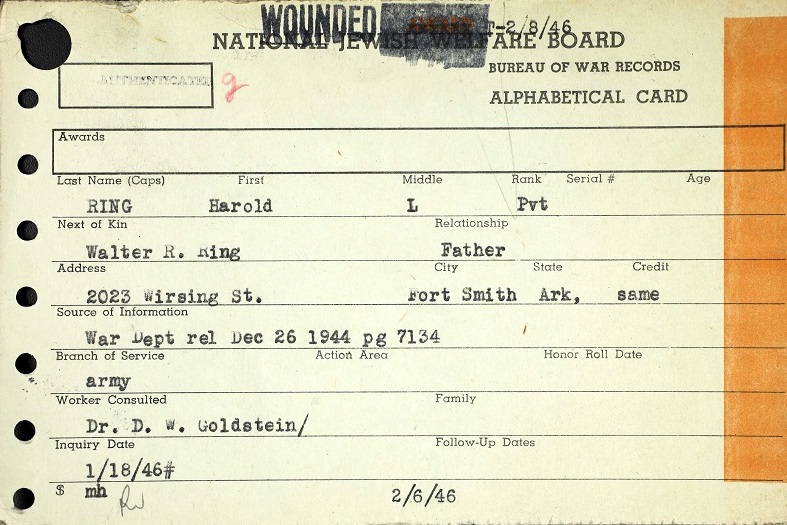 WOUNDED T-2/8/46
NATIONAL JEWISH WELFARE BOARD
BUREAU OF WAR RECORDS
AUTHENTICATED g
ALPHABETICAL CARD
Awards
Last Name (Caps) First Middle Rank Serial # Age
RING Harold L Pvt
Next of Kin Relationship
Walter R. Ring Father
Address City State Credit
2023 Wirsing St. Fort Smith Ark, same
Source of Information
War Dept rel Dec 26 1944 pg 7134
Branch of Service Action Area Honor Roll Date
army
Worker Consulted Family
Dr. D. W. Goldstein/
Inquiry Date Follow-Up Dates
1/18/46#
$ mh 2/6/46